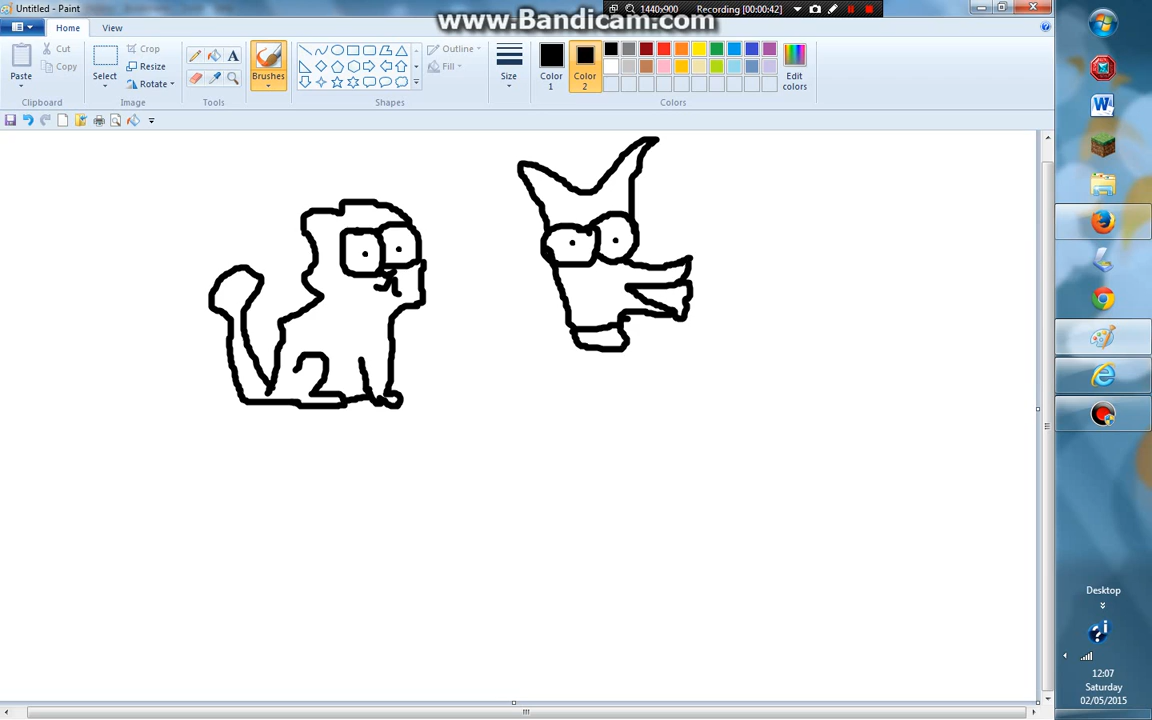 Untitled - Paint
1440x900
Recording [00:00:42]
www.Bandicam.com
Home
View
Paste
Cut
Copy
Clipboard
Select
Crop
Resize
Rotate
Image
Tools
Brushes
Shapes
Outline
Fill
Size
Color
1
Color
2
Edit
colors
Colors
Desktop
12:07
Saturday
02/05/2015